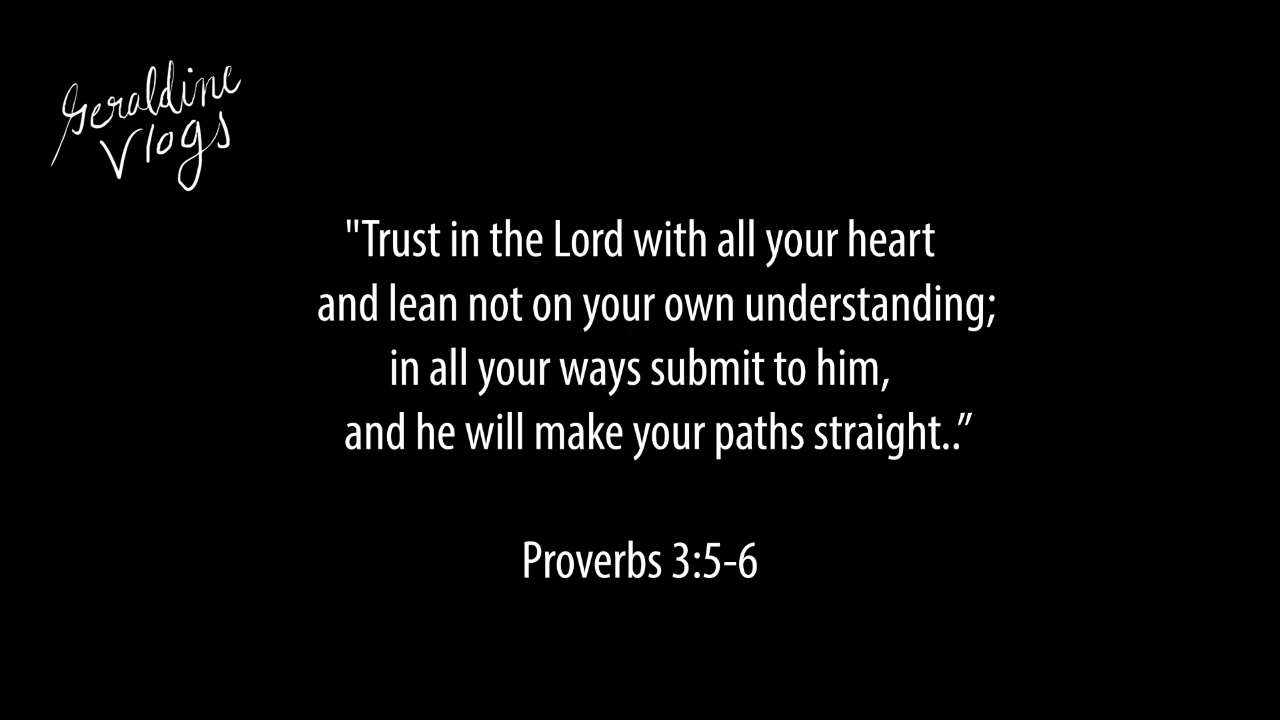 Geraldine
Vlogs
"Trust in the Lord with all your heart
and lean not on your own understanding;
in all your ways submit to him,
and he will make your paths straight..”
Proverbs 3:5-6